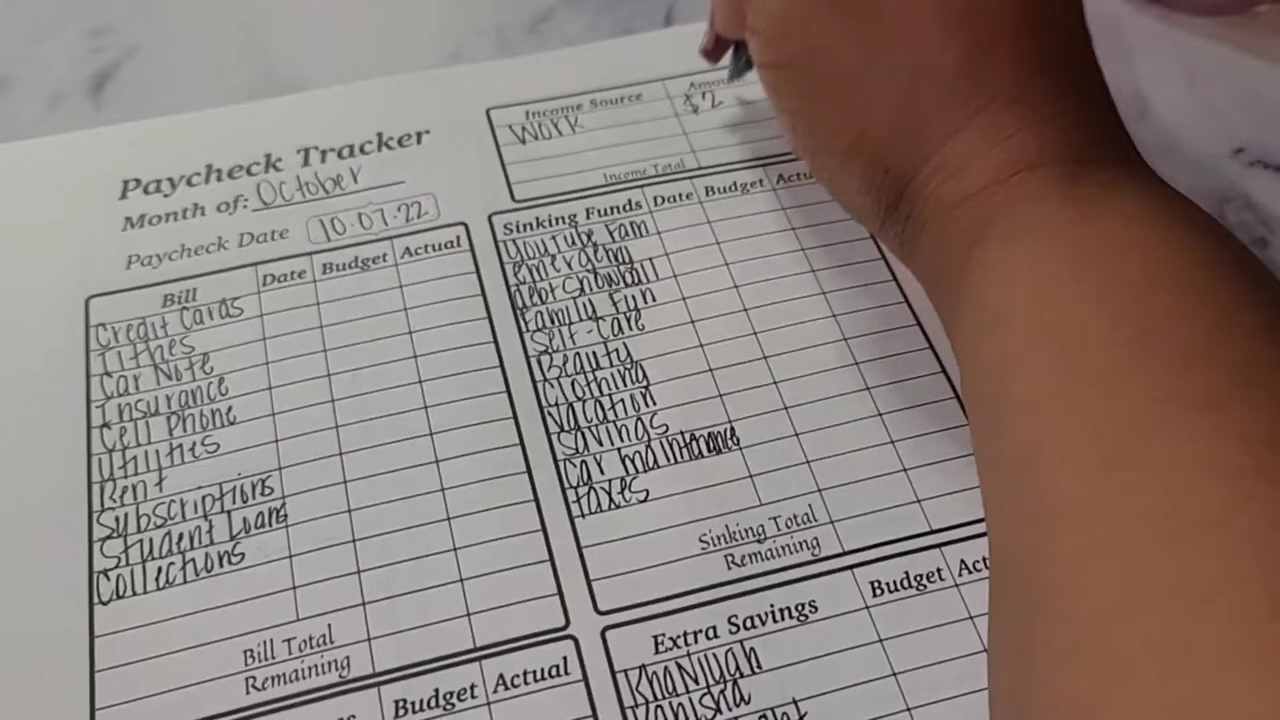 Paycheck Tracker
Month of: October
Paycheck Date 10.07.22
Income Source Amou
Work $2
Income Total
Bill Date Budget Actual
Credit Cards
Tithes
Car Note
Insurance
Cell Phone
Utilities
Rent
Subscriptions
Student Loans
Collections
Bill Total
Remaining
Budget Actual
Sinking Funds Date Budget Actu
Youtube Fam
emergemy
debt snowball
Family Fun
Self-Care
Beauty
Clothing
Vacation
Savings
Car maintenance
taxes
Sinking Total
Remaining
Extra Savings Budget Act
KhaNiyah